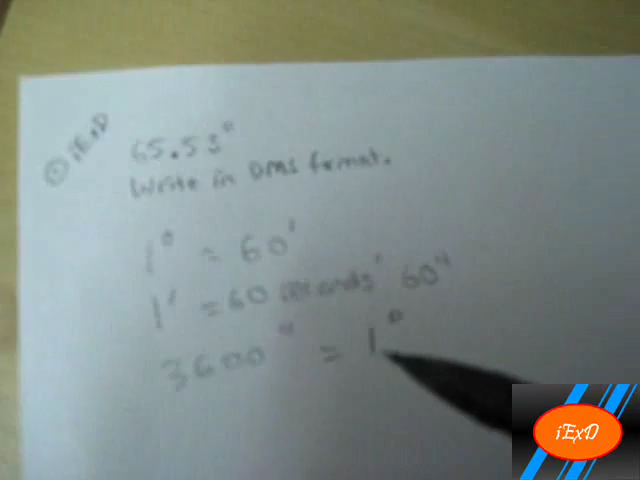 © iExD
65.53°
Write in DMS format.
1° = 60'
1' = 60 seconds' 60"
3600" = 1°
iExD